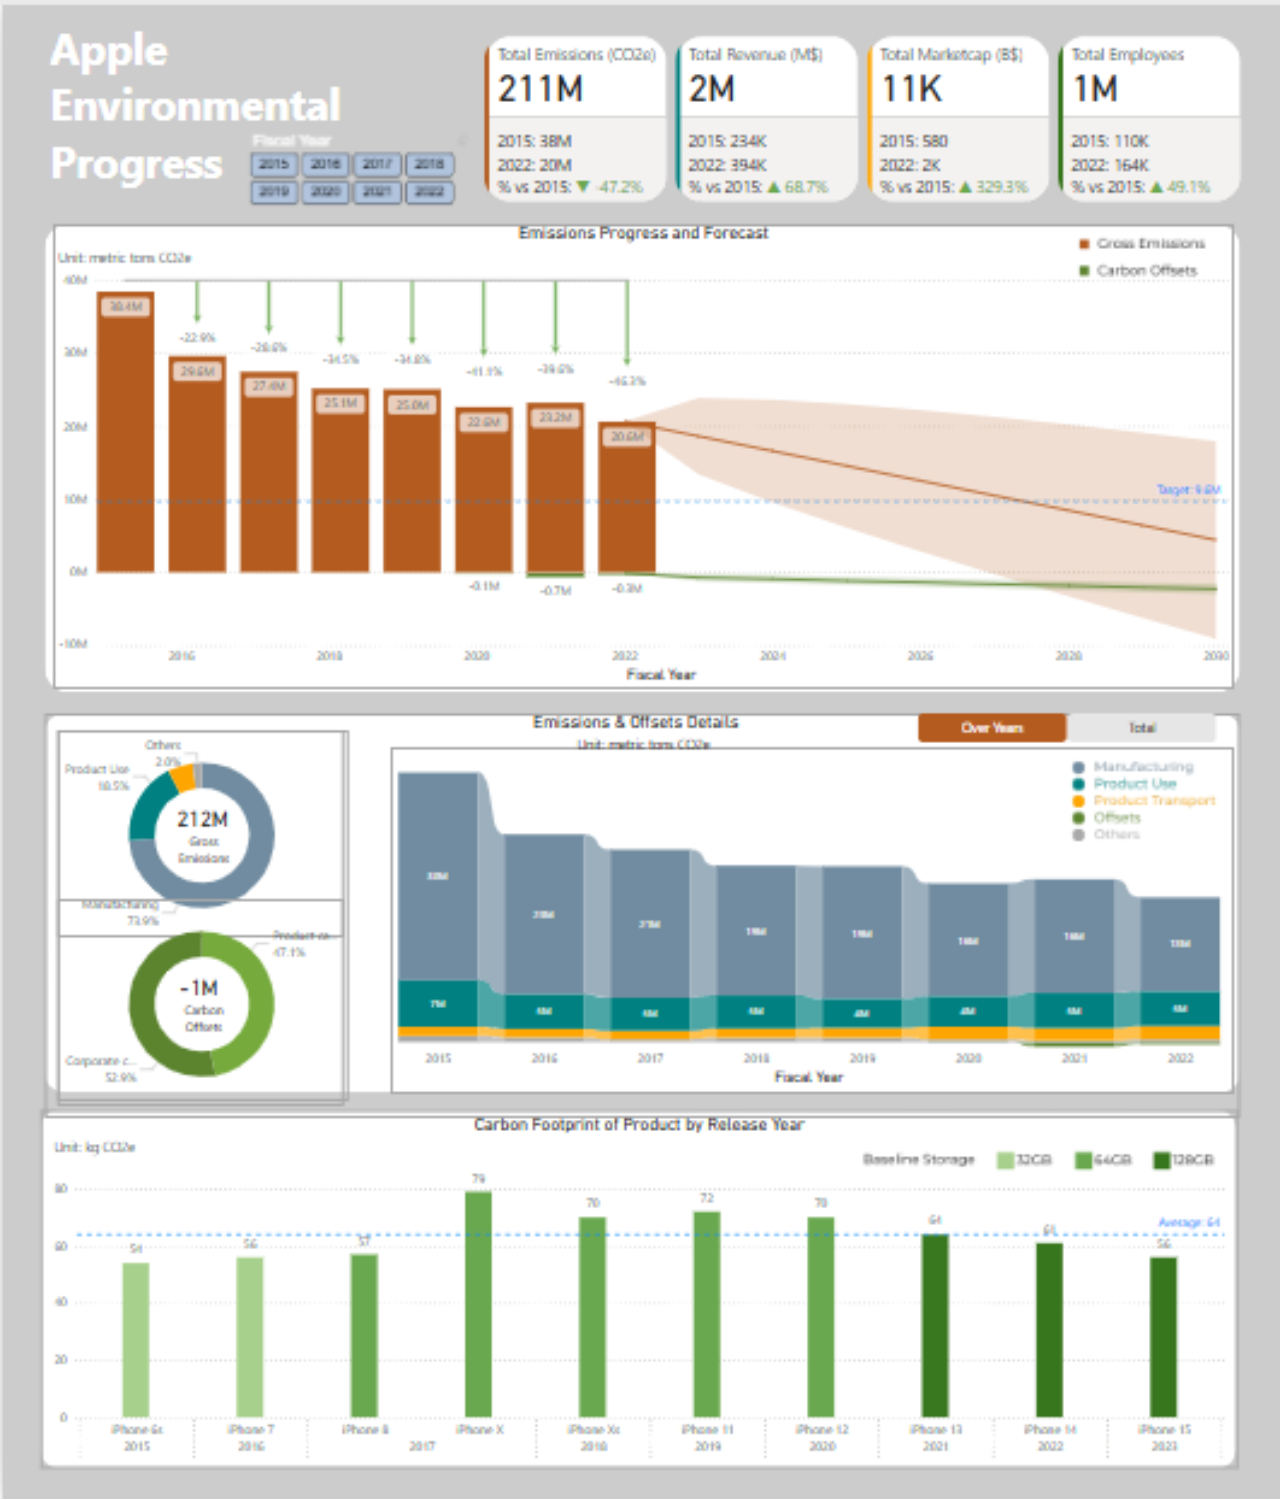 Apple
Environmental
Progress
Fiscal Year
2015 2016 2017 2018
2019 2020 2021 2022
Total Emissions (CO2e)
211M
2015: 38M
2022: 20M
% vs 2015: ▼ -47.2%
Total Revenue (M$)
2M
2015: 234K
2022: 394K
% vs 2015: ▲ 68.7%
Total Marketcap (B$)
11K
2015: 580
2022: 2K
% vs 2015: ▲ 329.3%
Total Employees
1M
2015: 110K
2022: 164K
% vs 2015: ▲ 49.1%
Emissions Progress and Forecast
Unit: metric tons CO2e
Gross Emissions
Carbon Offsets
40M
30M
20M
10M
0M
-10M
38.4M
29.6M
27.4M
25.1M
25.0M
22.6M
23.2M
20.6M
-22.9%
-28.6%
-34.5%
-34.8%
-41.1%
-39.6%
-46.3%
-0.1M
-0.7M
-0.3M
Target: 9.6M
2016 2018 2020 2022 2024 2026 2028 2030
Fiscal Year
Emissions & Offsets Details
Unit: metric tons CO2e
Over Years
Total
Others
2.0%
Product Use
18.5%
212M
Gross
Emissions
Manufacturing
73.9%
Product ca...
47.1%
-1M
Carbon
Offsets
Corporate c...
52.9%
Manufacturing
Product Use
Product Transport
Offsets
Others
21M
19M
19M
7M
4M
4M
2015 2016 2017 2018 2019 2020 2021 2022
Fiscal Year
Carbon Footprint of Product by Release Year
Unit: kg CO2e
Baseline Storage 32GB 64GB 128GB
80
60
40
20
0
54
56
57
79
70
72
70
64
61
56
Average: 64
iPhone 6s iPhone 7 iPhone 8 iPhone X iPhone Xs iPhone 11 iPhone 12 iPhone 13 iPhone 14 iPhone 15
2015 2016 2017 2018 2019 2020 2021 2022 2023